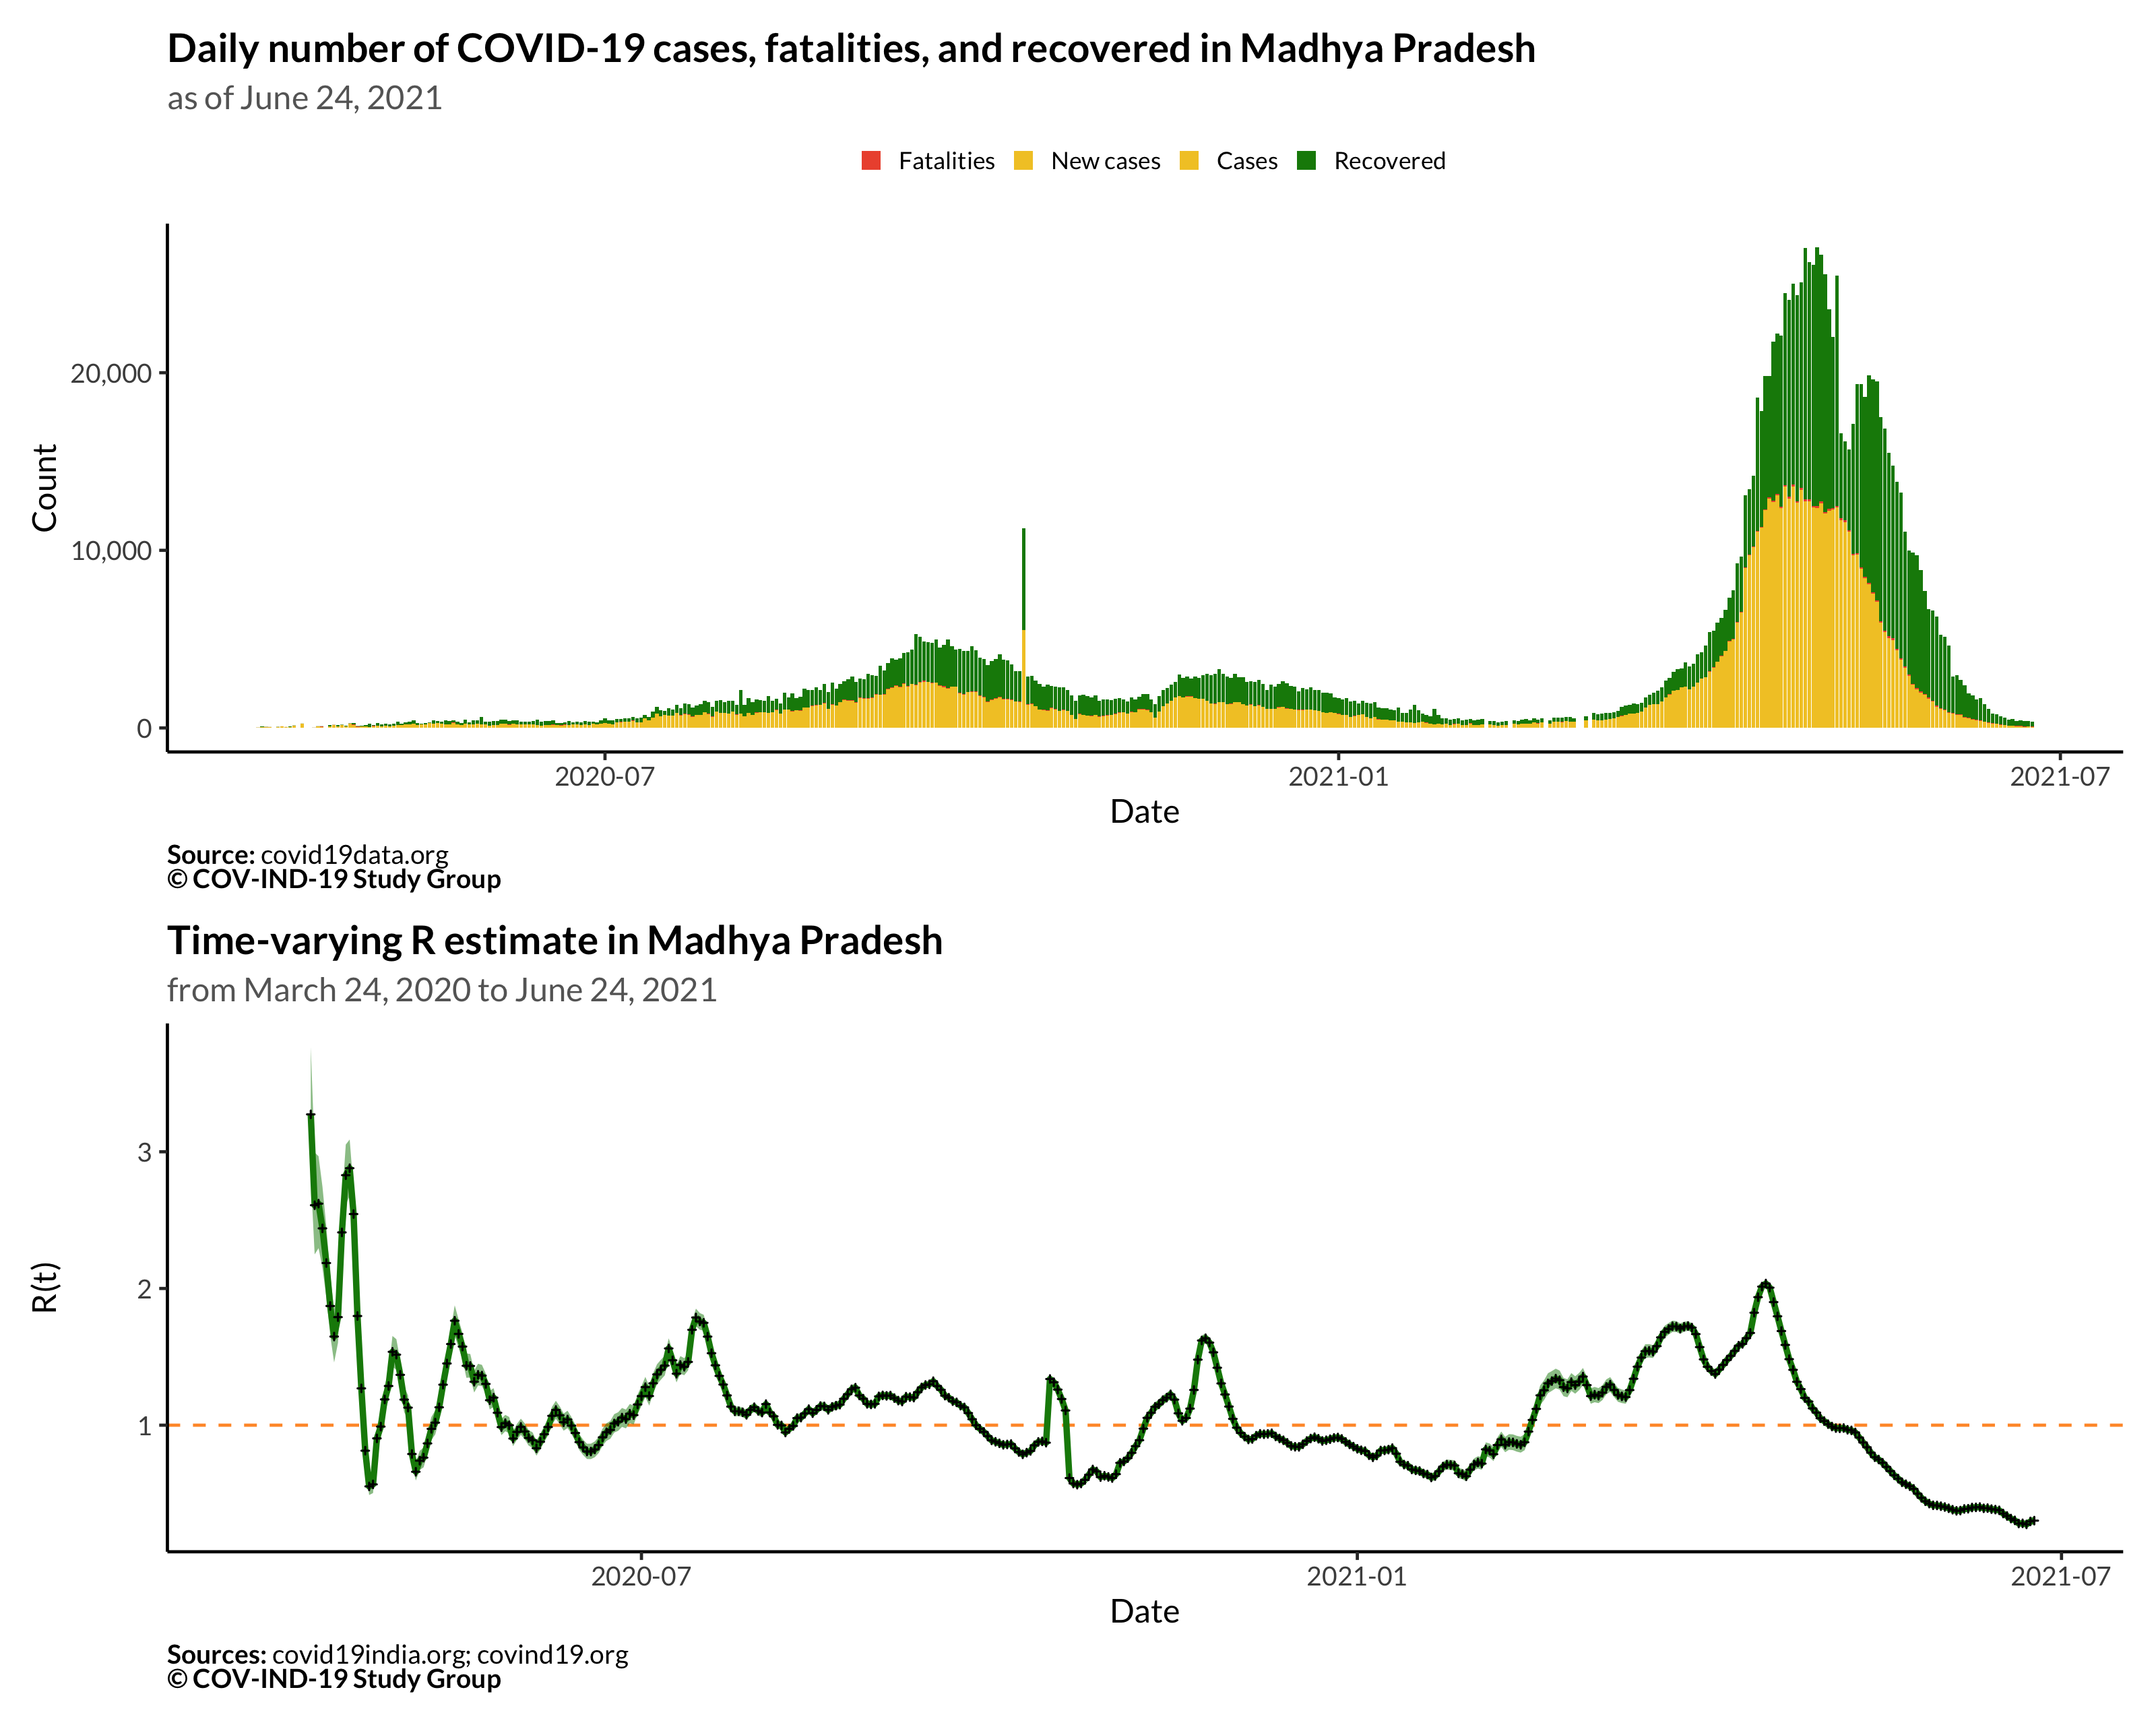 Daily number of COVID-19 cases, fatalities, and recovered in Madhya Pradesh
as of June 24, 2021
Fatalities New cases Cases Recovered
Count
20,000
10,000
0
2020-07 2021-01 2021-07
Date
Source: covid19data.org
© COV-IND-19 Study Group
Time-varying R estimate in Madhya Pradesh
from March 24, 2020 to June 24, 2021
R(t)
3
2
1
2020-07 2021-01 2021-07
Date
Sources: covid19india.org; covind19.org
© COV-IND-19 Study Group